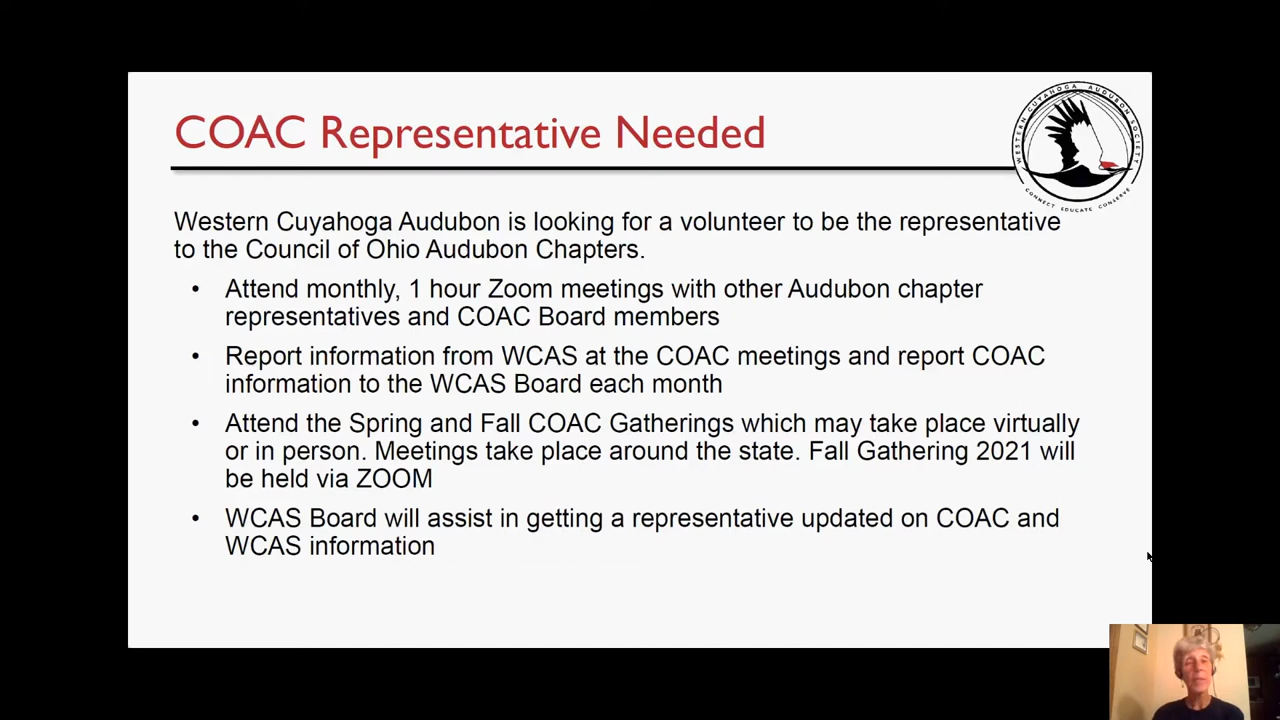 COAC Representative Needed
WESTERN CUYAHOGA AUDUBON SOCIETY
CONNECT EDUCATE CONSERVE
Western Cuyahoga Audubon is looking for a volunteer to be the representative
to the Council of Ohio Audubon Chapters.
• Attend monthly, 1 hour Zoom meetings with other Audubon chapter
representatives and COAC Board members
• Report information from WCAS at the COAC meetings and report COAC
information to the WCAS Board each month
• Attend the Spring and Fall COAC Gatherings which may take place virtually
or in person. Meetings take place around the state. Fall Gathering 2021 will
be held via ZOOM
• WCAS Board will assist in getting a representative updated on COAC and
WCAS information